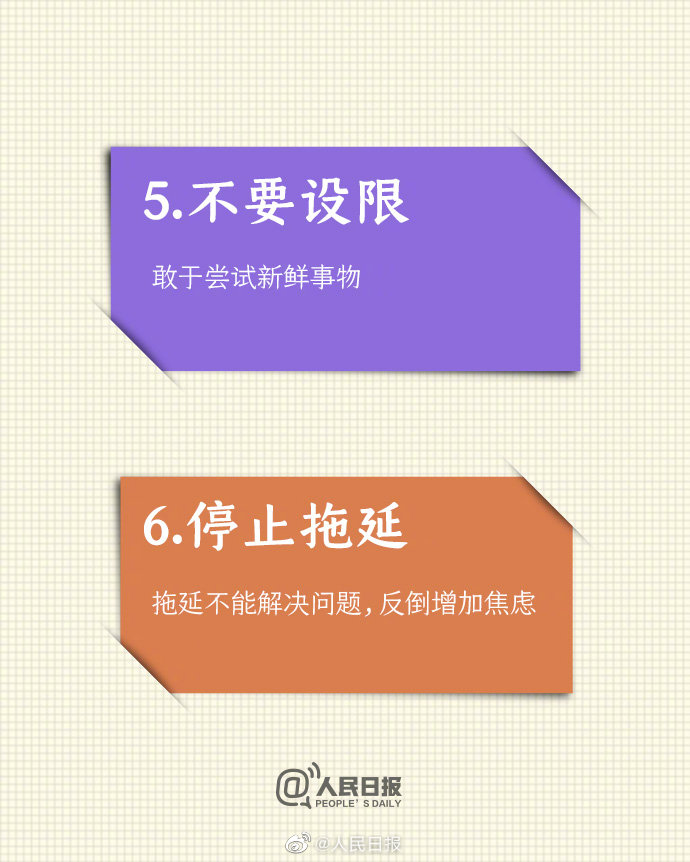 5.不要设限
敢于尝试新鲜事物
6.停止拖延
拖延不能解决问题,反倒增加焦虑
@人民日报
PEOPLE'S DAILY
@人民日报